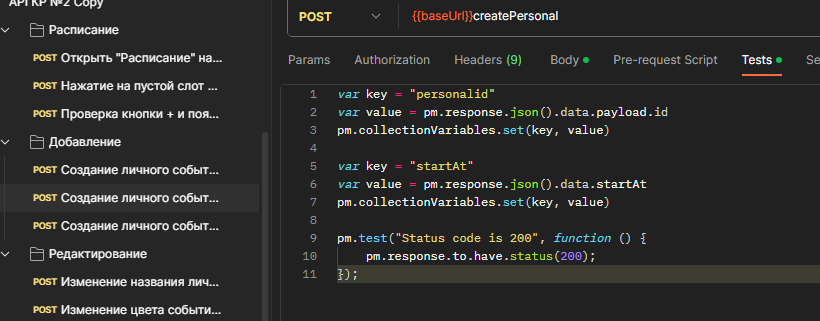 API KP №2 Copy
Расписание
POST Открыть "Расписание" на...
POST Нажатие на пустой слот ...
POST Проверка кнопки + и поя...
Добавление
POST Создание личного событ...
POST Создание личного событ...
POST Создание личного событ...
Редактирование
POST Изменение названия лич...
POST Изменение цвета событи...
POST {{baseUrl}}createPersonal
Params Authorization Headers (9) Body Pre-request Script Tests Se
1 var key = "personalid"
2 var value = pm.response.json().data.payload.id
3 pm.collectionVariables.set(key, value)
4
5 var key = "startAt"
6 var value = pm.response.json().data.startAt
7 pm.collectionVariables.set(key, value)
8
9 pm.test("Status code is 200", function () {
10 pm.response.to.have.status(200);
11 });